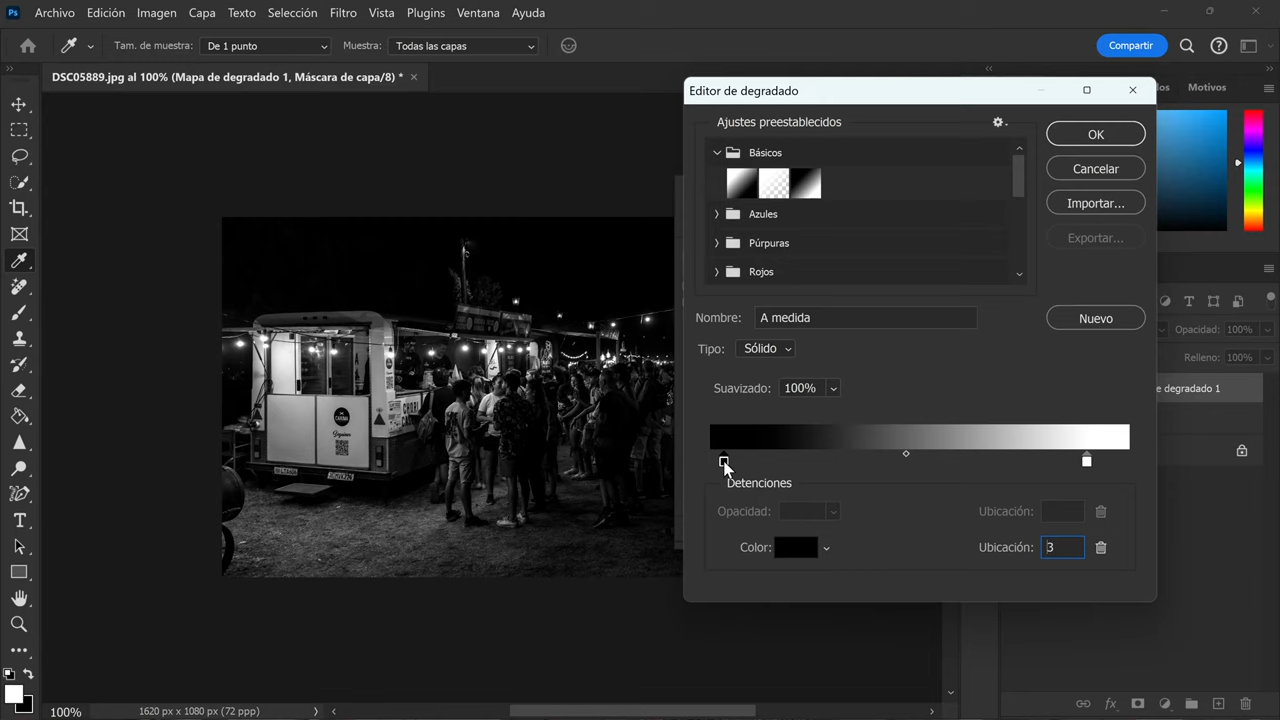 Ps Archivo Edición Imagen Capa Texto Selección Filtro Vista Plugins Ventana Ayuda
Tam. de muestra: De 1 punto Muestra: Todas las capas Compartir
DSC05889.jpg al 100% (Mapa de degradado 1, Máscara de capa/8) *
Motivos
Editor de degradado
Ajustes preestablecidos
Básicos
Azules
Púrpuras
Rojos
OK
Cancelar
Importar...
Exportar...
Nombre: A medida
Nuevo
Tipo: Sólido
Suavizado: 100%
Detenciones
Opacidad: Ubicación:
Color: Ubicación: 3
Opacidad: 100%
Relleno: 100%
e degradado 1
100% 1620 px x 1080 px (72 ppp)